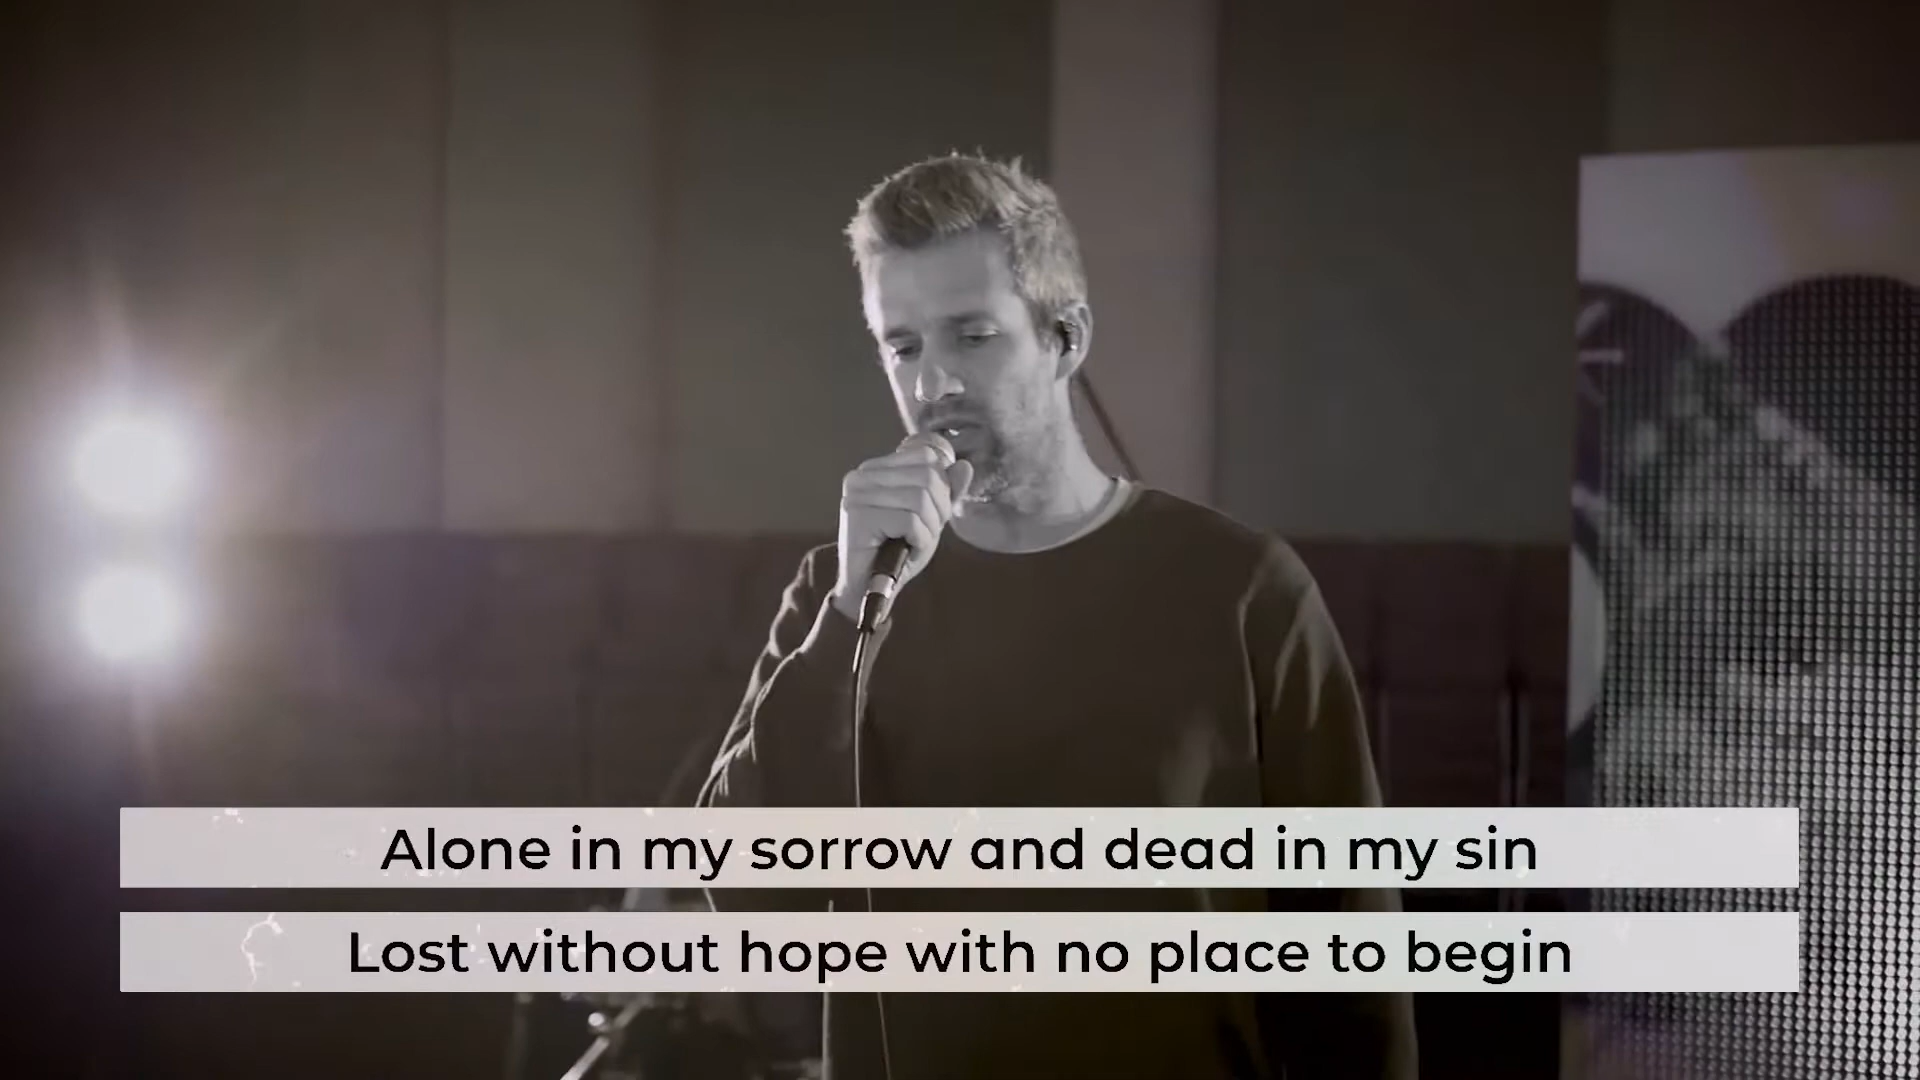 Alone in my sorrow and dead in my sin
Lost without hope with no place to begin